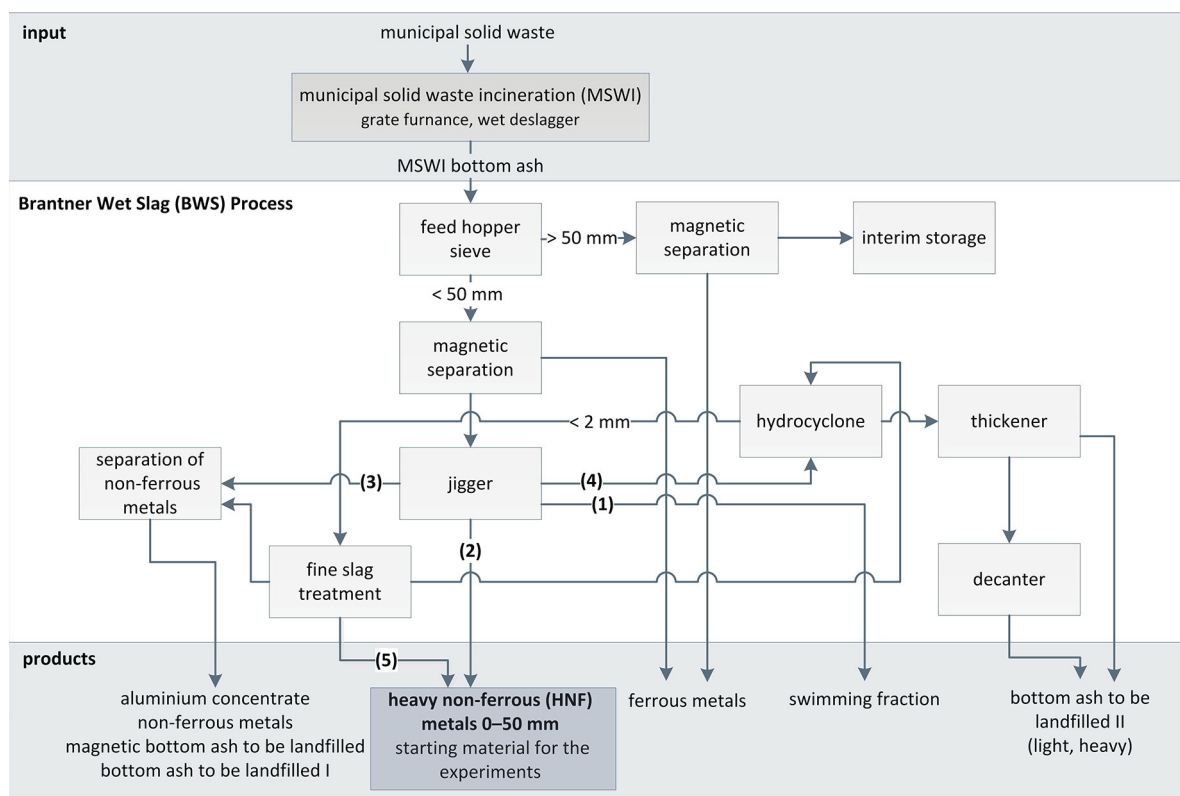 input
municipal solid waste
municipal solid waste incineration (MSWI)
grate furnance, wet deslagger
MSWI bottom ash
Brantner Wet Slag (BWS) Process
feed hopper
sieve
> 50 mm
magnetic
separation
interim storage
< 50 mm
magnetic
separation
< 2 mm
hydrocyclone
thickener
separation of
non-ferrous
metals
(3)
jigger
(4)
(1)
(2)
fine slag
treatment
decanter
products
(5)
aluminium concentrate
non-ferrous metals
magnetic bottom ash to be landfilled
bottom ash to be landfilled I
heavy non-ferrous (HNF)
metals 0–50 mm
starting material for the
experiments
ferrous metals
swimming fraction
bottom ash to be
landfilled II
(light, heavy)